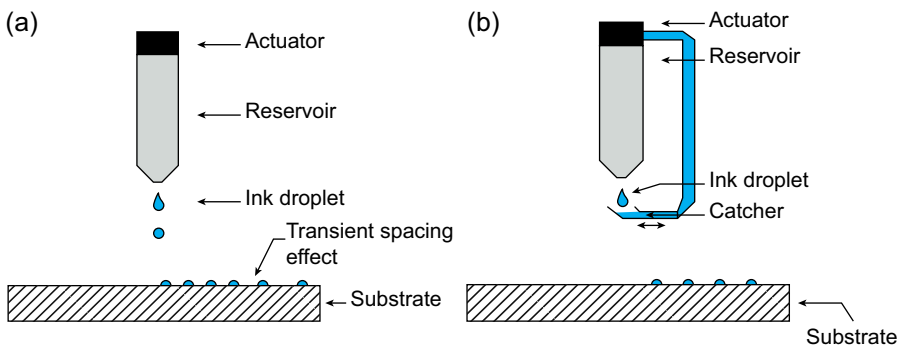 (a)
Actuator
Reservoir
Ink droplet
Transient spacing
effect
Substrate
(b)
Actuator
Reservoir
Ink droplet
Catcher
Substrate